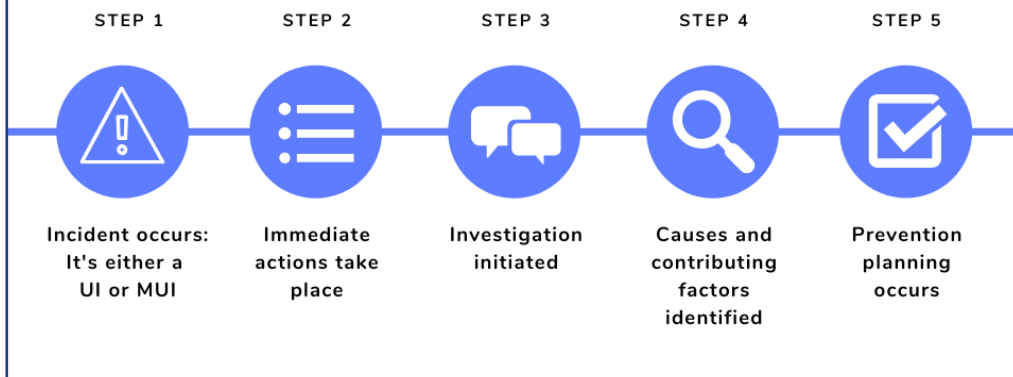 STEP 1
STEP 2
STEP 3
STEP 4
STEP 5
Incident occurs:
It's either a
UI or MUI
Immediate
actions take
place
Investigation
initiated
Causes and
contributing
factors
identified
Prevention
planning
occurs